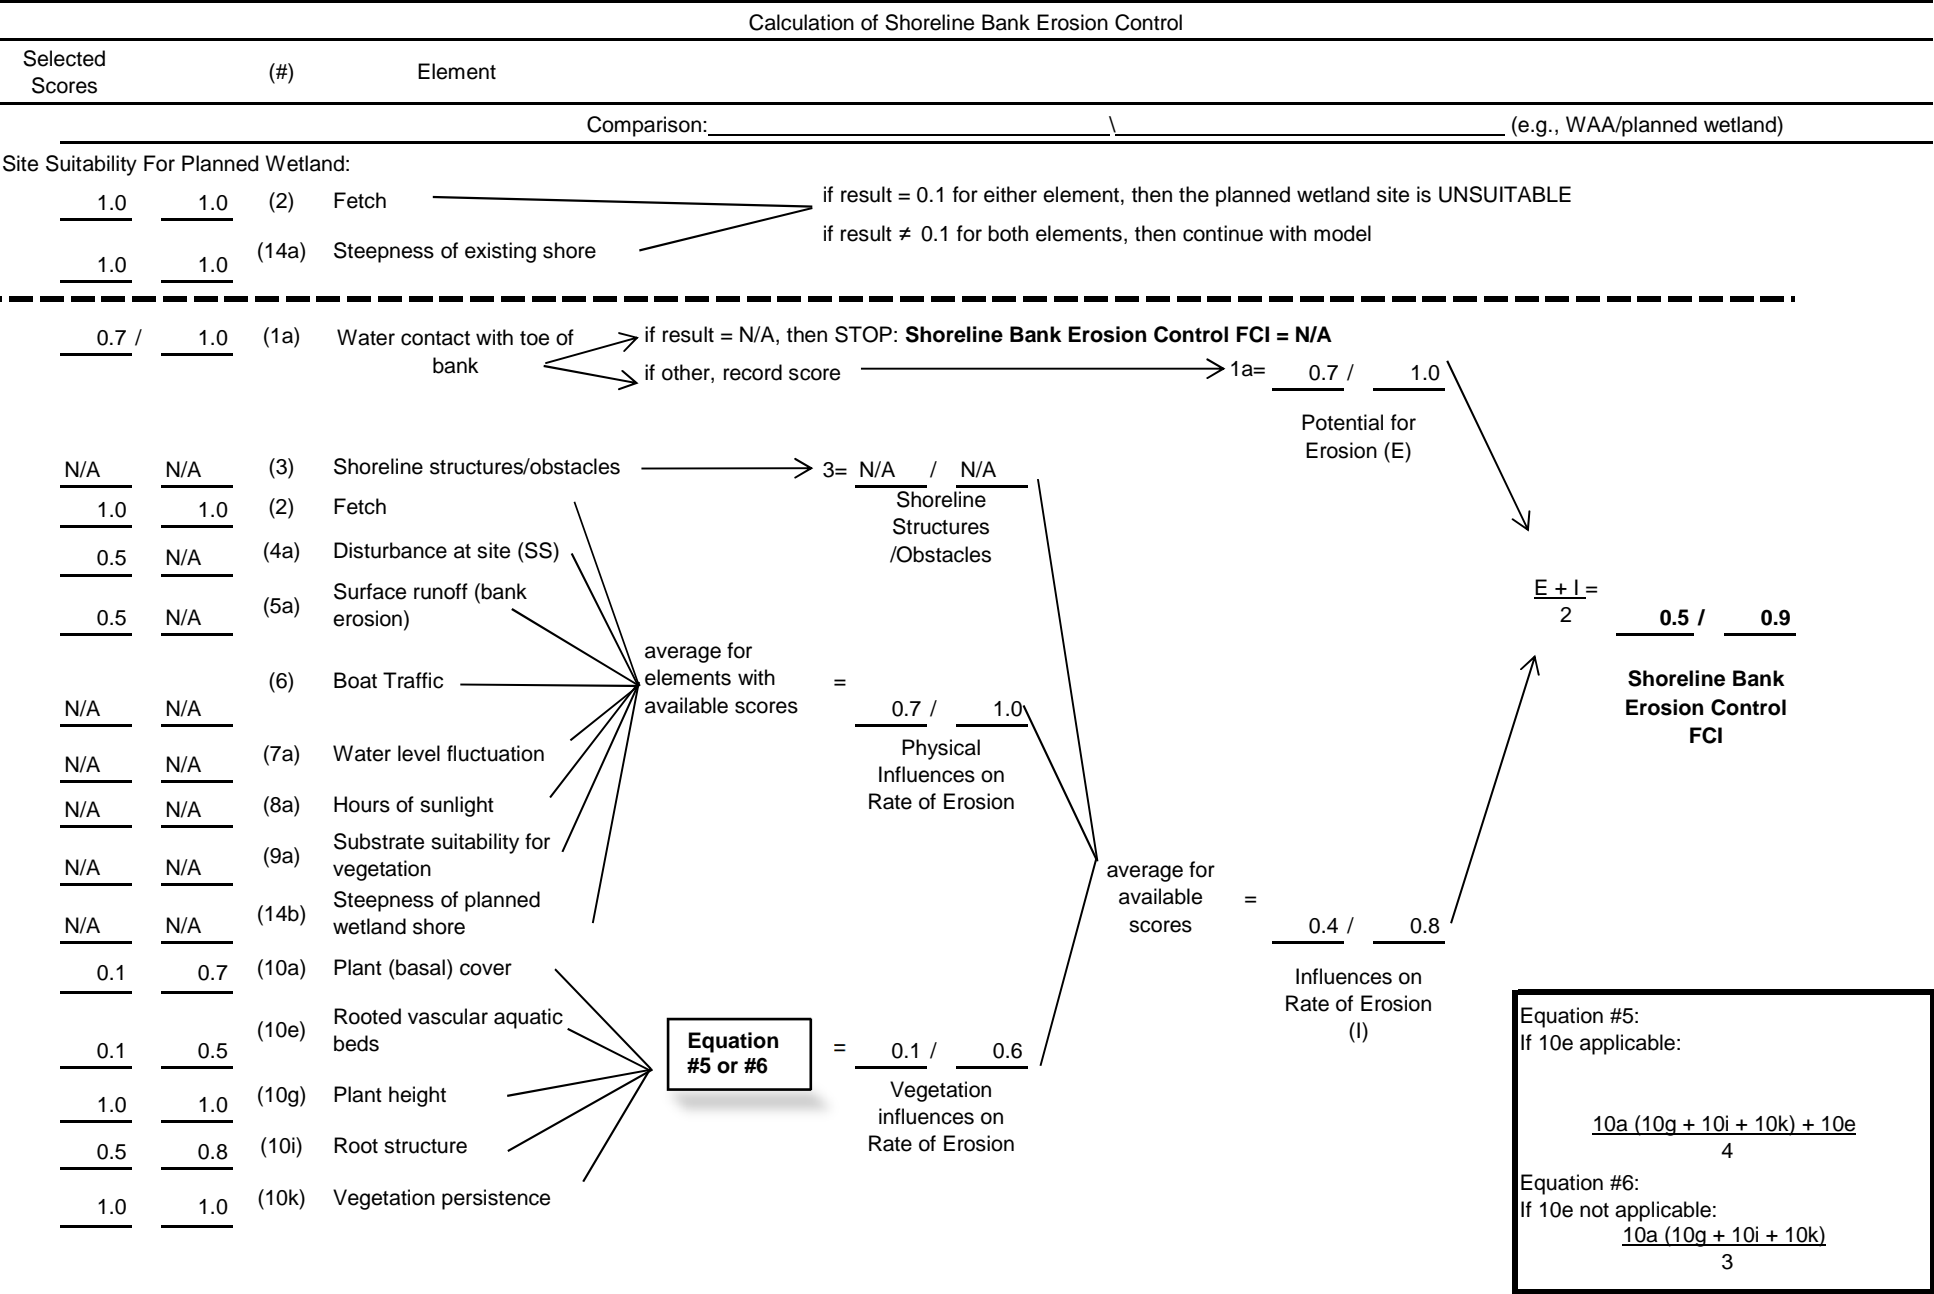 Calculation of Shoreline Bank Erosion Control
Selected
Scores
(#)
Element
Comparison:____\____ (e.g., WAA/planned wetland)
Site Suitability For Planned Wetland:
1.0 1.0 (2) Fetch
if result = 0.1 for either element, then the planned wetland site is UNSUITABLE
if result ≠ 0.1 for both elements, then continue with model
1.0 1.0 (14a) Steepness of existing shore
0.7 / 1.0 (1a) Water contact with toe of
bank
if result = N/A, then STOP: Shoreline Bank Erosion Control FCI = N/A
if other, record score
1a= 0.7 / 1.0
Potential for
Erosion (E)
N/A N/A (3) Shoreline structures/obstacles
3= N/A / N/A
Shoreline
Structures
/Obstacles
1.0 1.0 (2) Fetch
0.5 N/A (4a) Disturbance at site (SS)
0.5 N/A (5a) Surface runoff (bank
erosion)
N/A N/A (6) Boat Traffic
N/A N/A (7a) Water level fluctuation
N/A N/A (8a) Hours of sunlight
N/A N/A (9a) Substrate suitability for
vegetation
N/A N/A (14b) Steepness of planned
wetland shore
average for
elements with
available scores
= 0.7 / 1.0
Physical
Influences on
Rate of Erosion
0.1 0.7 (10a) Plant (basal) cover
0.1 0.5 (10e) Rooted vascular aquatic
beds
1.0 1.0 (10g) Plant height
0.5 0.8 (10i) Root structure
1.0 1.0 (10k) Vegetation persistence
Equation
#5 or #6
= 0.1 / 0.6
Vegetation
influences on
Rate of Erosion
average for
available
scores
= 0.4 / 0.8
Influences on
Rate of Erosion
(I)
E + I =
2
0.5 / 0.9
Shoreline Bank
Erosion Control
FCI
Equation #5:
If 10e applicable:
10a (10g + 10i + 10k) + 10e
4
Equation #6:
If 10e not applicable:
10a (10g + 10i + 10k)
3